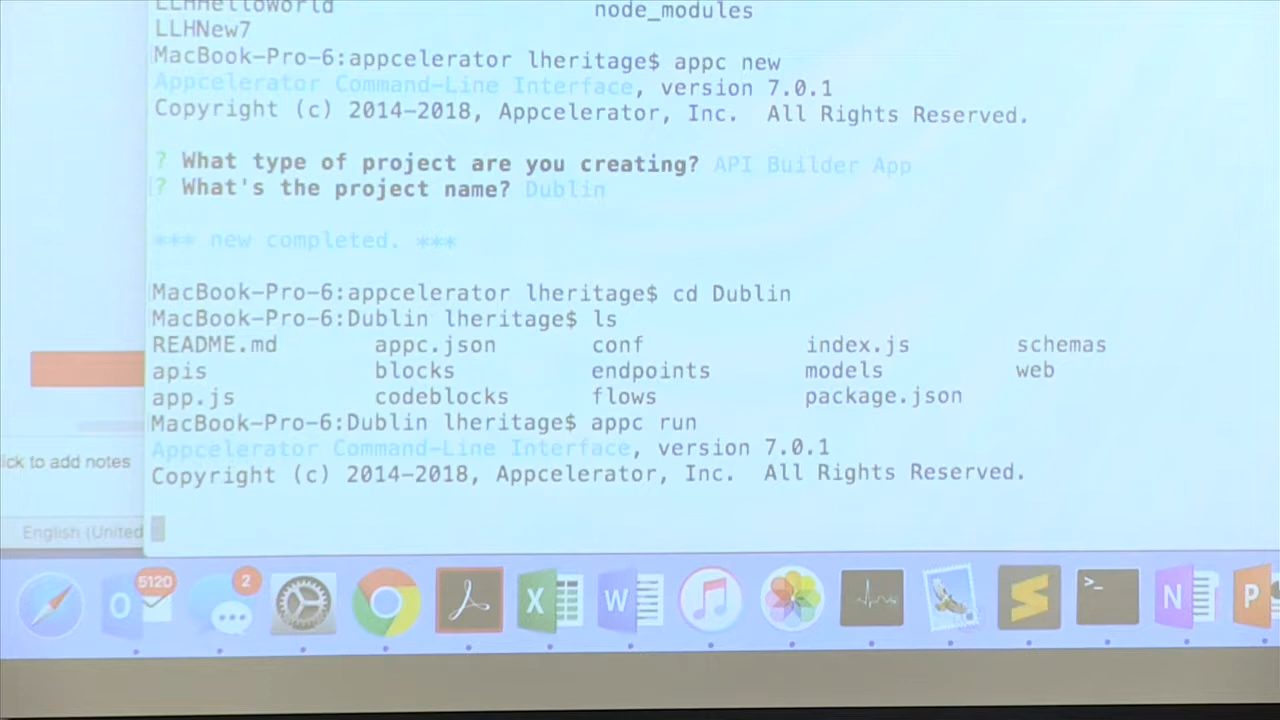 LLHHelloWorld node_modules
LLHNew7
MacBook-Pro-6:appcelerator lheritage$ appc new
Appcelerator Command-Line Interface, version 7.0.1
Copyright (c) 2014-2018, Appcelerator, Inc.  All Rights Reserved.
? What type of project are you creating? API Builder App
? What's the project name? Dublin
*** new completed. ***
MacBook-Pro-6:appcelerator lheritage$ cd Dublin
MacBook-Pro-6:Dublin lheritage$ ls
README.md appc.json conf index.js schemas
apis blocks endpoints models web
app.js codeblocks flows package.json
MacBook-Pro-6:Dublin lheritage$ appc run
Appcelerator Command-Line Interface, version 7.0.1
Copyright (c) 2014-2018, Appcelerator, Inc.  All Rights Reserved.
ick to add notes
English (United
5120 2
O X W >_ N P